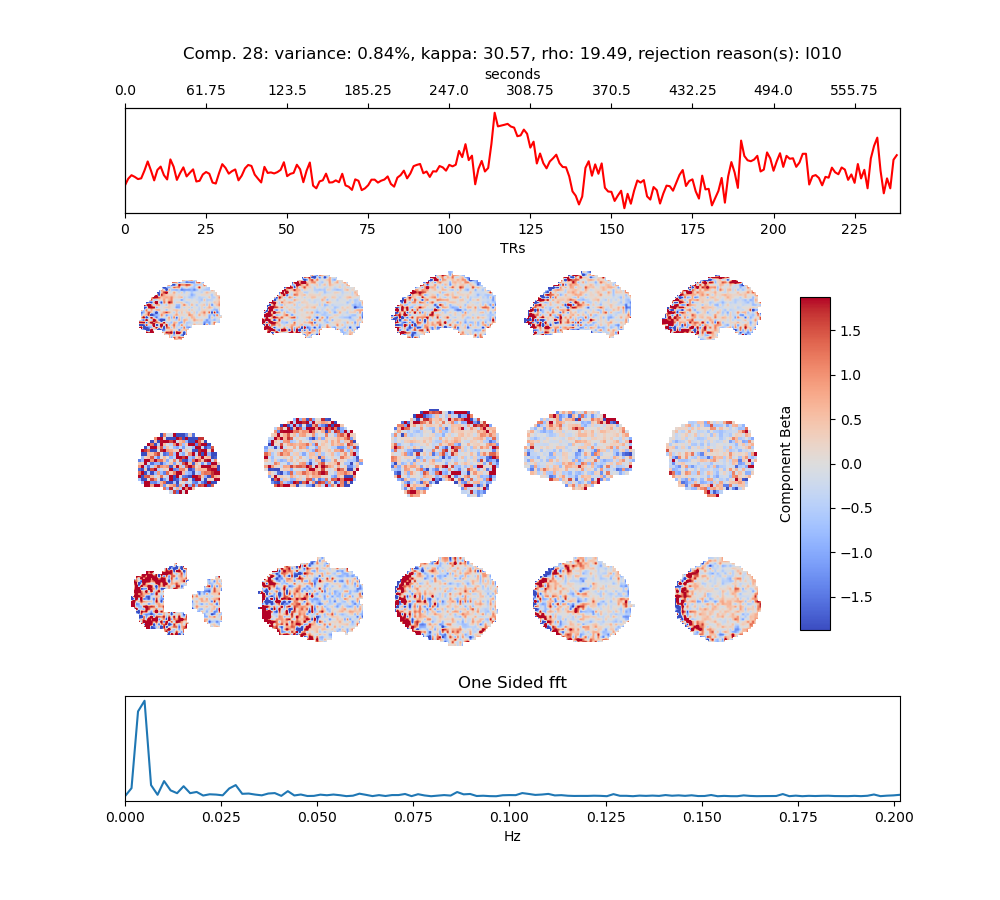 Comp. 28: variance: 0.84%, kappa: 30.57, rho: 19.49, rejection reason(s): I010
seconds
0.0 61.75 123.5 185.25 247.0 308.75 370.5 432.25 494.0 555.75
0 25 50 75 100 125 150 175 200 225
TRs
Component Beta
1.5
1.0
0.5
0.0
−0.5
−1.0
−1.5
One Sided fft
0.000 0.025 0.050 0.075 0.100 0.125 0.150 0.175 0.200
Hz